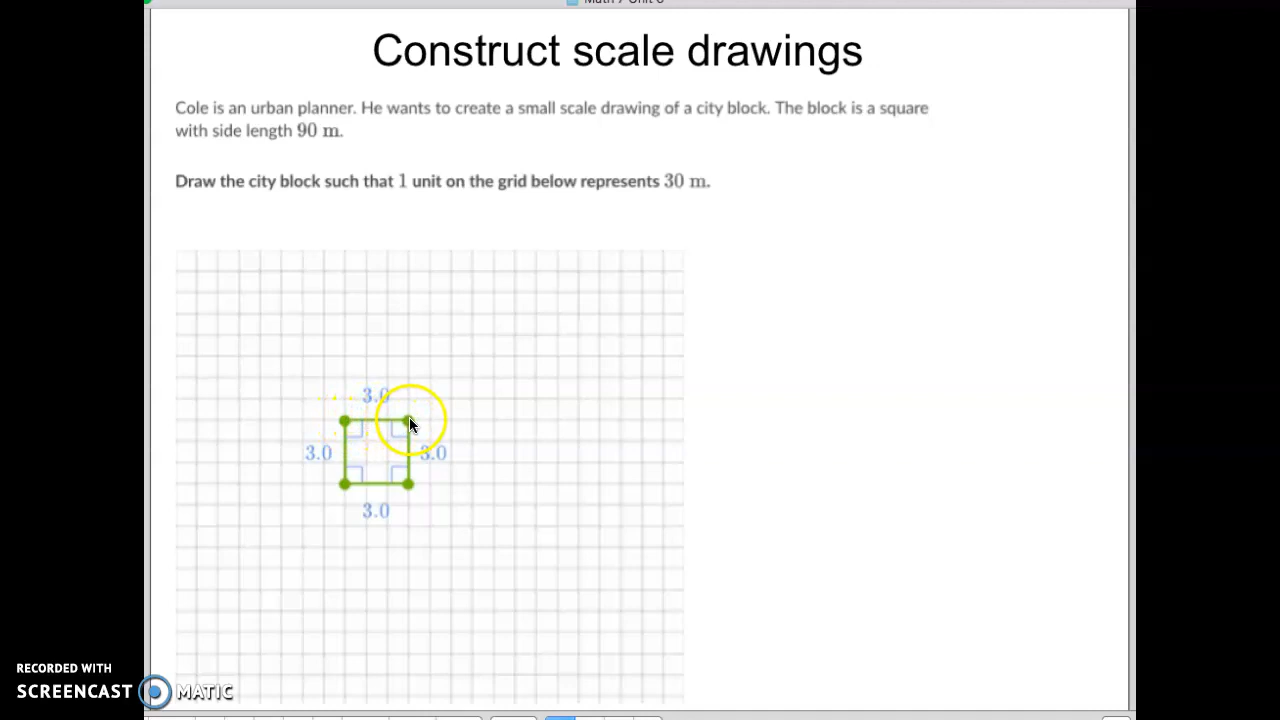 Construct scale drawings
Cole is an urban planner. He wants to create a small scale drawing of a city block. The block is a square
with side length 90 m.
Draw the city block such that 1 unit on the grid below represents 30 m.
3.0
3.0
3.0
3.0
RECORDED WITH
SCREENCAST MATIC